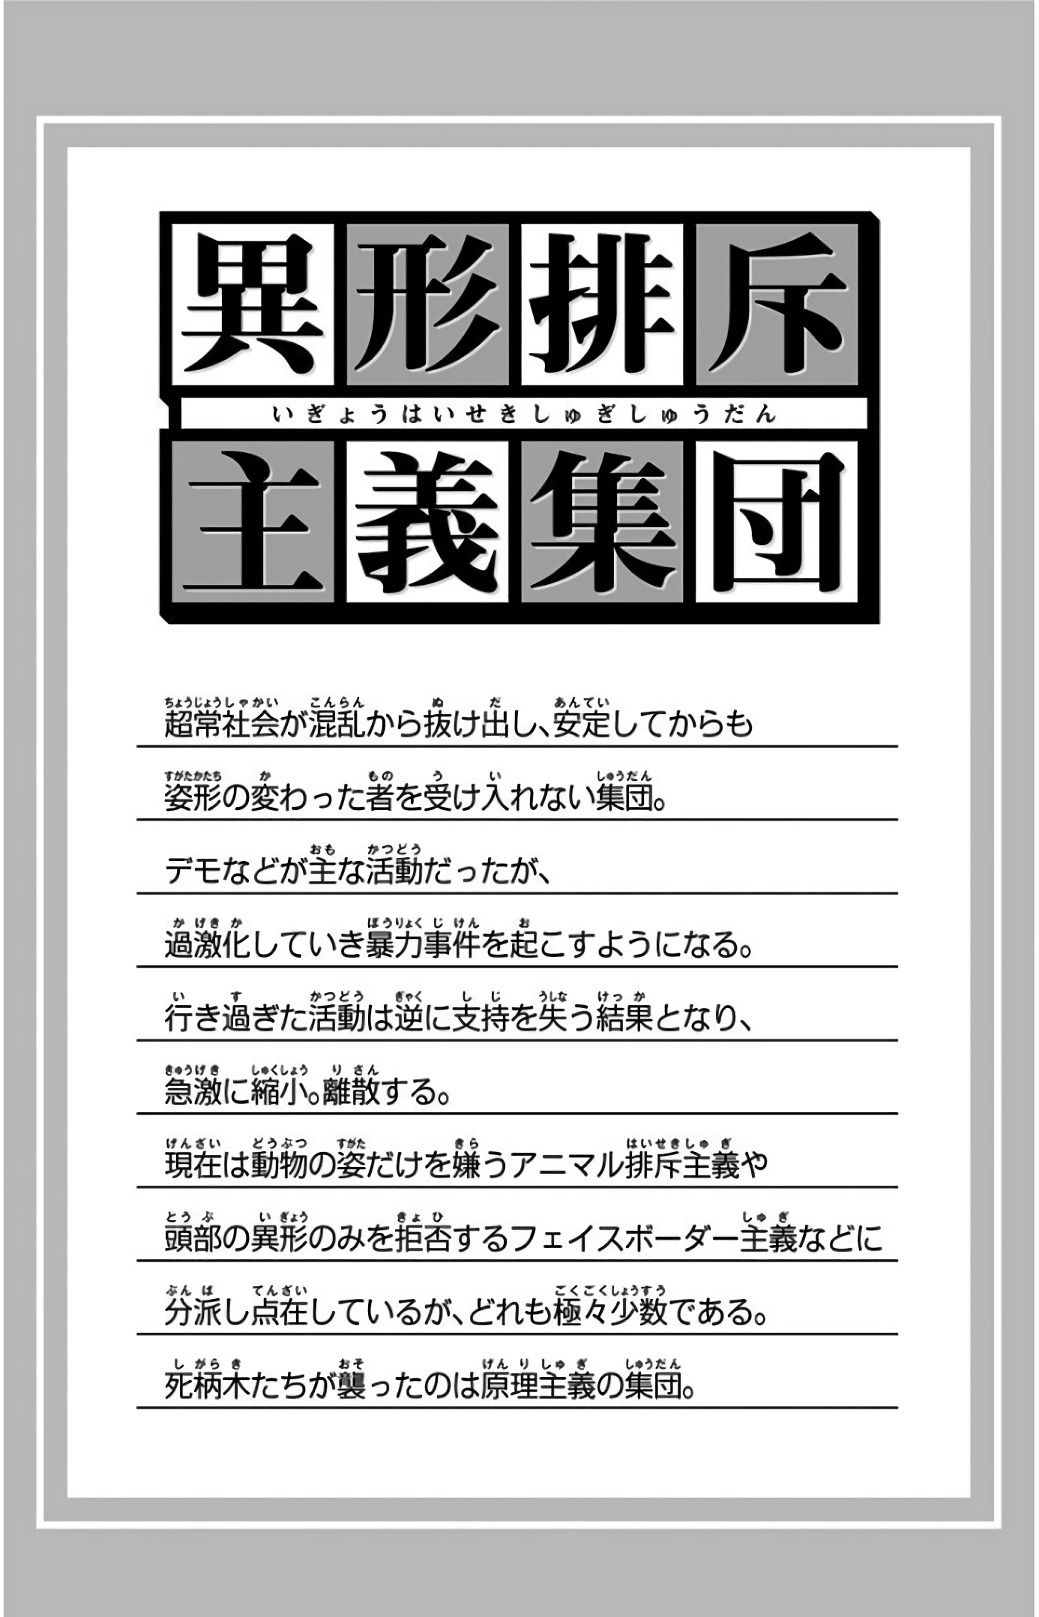 異形排斥
いぎょうはいせきしゅぎしゅうだん
主義集団
超常社会が混乱から抜け出し、安定してからも
姿形の変わった者を受け入れない集団。
デモなどが主な活動だったが、
過激化していき暴力事件を起こすようになる。
行き過ぎた活動は逆に支持を失う結果となり、
急激に縮小。離散する。
現在は動物の姿だけを嫌うアニマル排斥主義や
頭部の異形のみを拒否するフェイスボーダー主義などに
分派し点在しているが、どれも極々少数である。
死柄木たちが襲ったのは原理主義の集団。